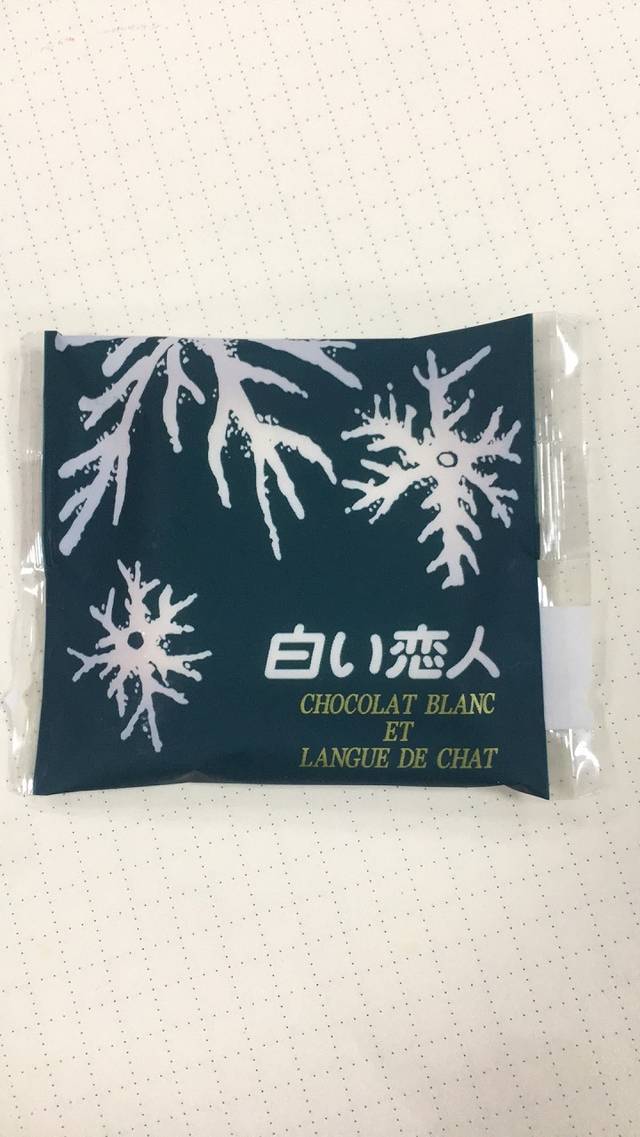 白い恋人
CHOCOLAT BLANC
ET
LANGUE DE CHAT